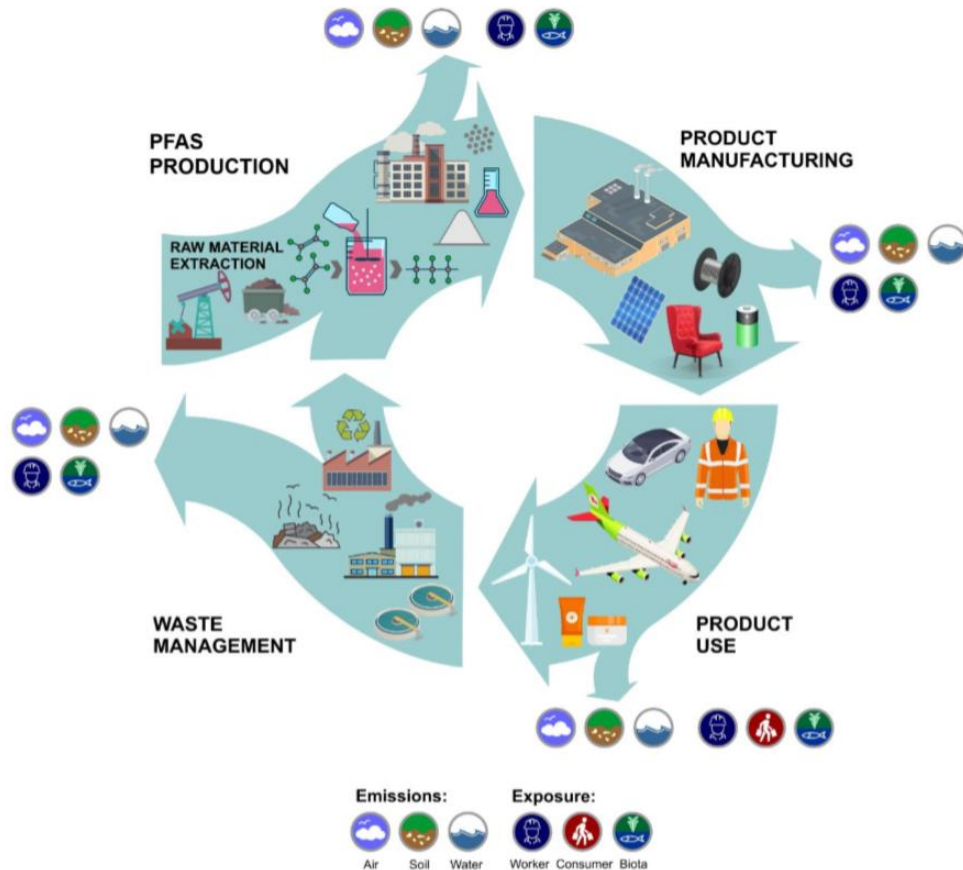 PFAS
PRODUCTION
PRODUCT
MANUFACTURING
RAW MATERIAL
EXTRACTION
WASTE
MANAGEMENT
PRODUCT
USE
Emissions:
Exposure:
Air
Soil
Water
Worker
Consumer
Biota